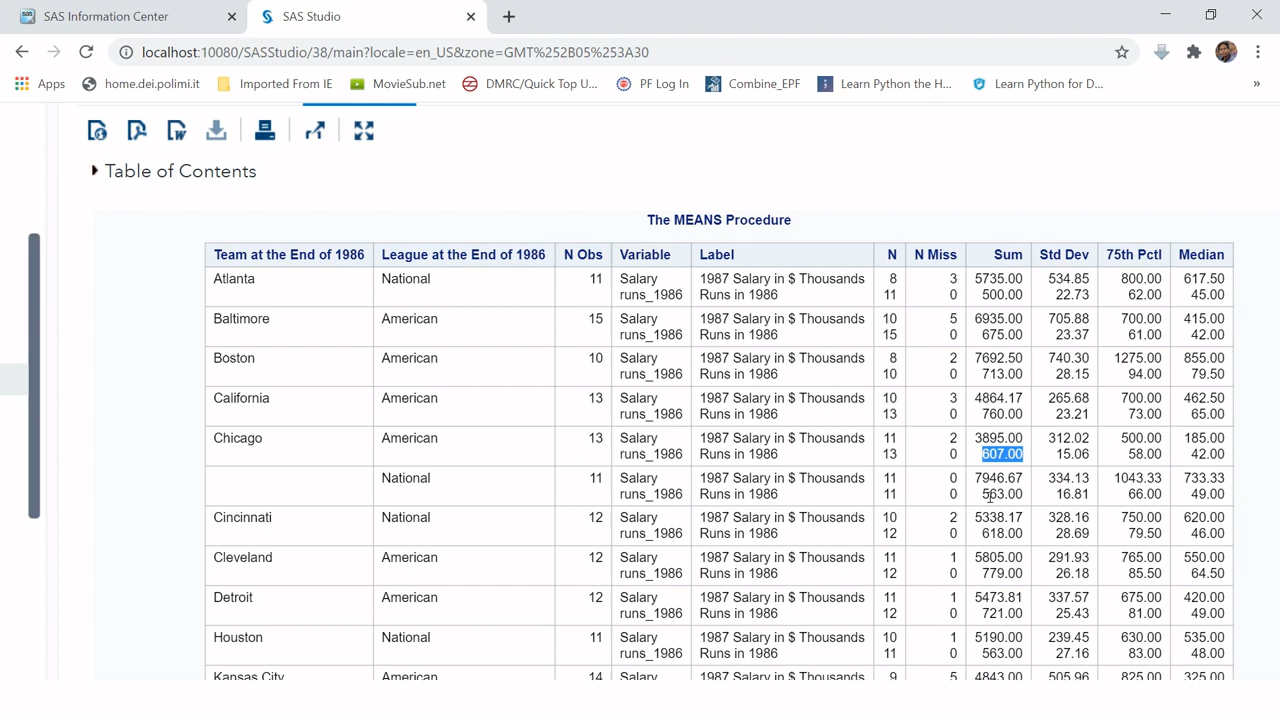 SAS Information Center
SAS Studio
localhost:10080/SASStudio/38/main?locale=en_US&zone=GMT%252B05%253A30
Apps home.dei.polimi.it Imported From IE MovieSub.net DMRC/Quick Top U... PF Log In Combine_EPF Learn Python the H... Learn Python for D... »
Table of Contents
The MEANS Procedure
Team at the End of 1986 League at the End of 1986 N Obs Variable Label N N Miss Sum Std Dev 75th Pctl Median
Atlanta National 11 Salary 1987 Salary in $ Thousands 8 3 5735.00 534.85 800.00 617.50
runs_1986 Runs in 1986 11 0 500.00 22.73 62.00 45.00
Baltimore American 15 Salary 1987 Salary in $ Thousands 10 5 6935.00 705.88 700.00 415.00
runs_1986 Runs in 1986 15 0 675.00 23.37 61.00 42.00
Boston American 10 Salary 1987 Salary in $ Thousands 8 2 7692.50 740.30 1275.00 855.00
runs_1986 Runs in 1986 10 0 713.00 28.15 94.00 79.50
California American 13 Salary 1987 Salary in $ Thousands 10 3 4864.17 265.68 700.00 462.50
runs_1986 Runs in 1986 13 0 760.00 23.21 73.00 65.00
Chicago American 13 Salary 1987 Salary in $ Thousands 11 2 3895.00 312.02 500.00 185.00
runs_1986 Runs in 1986 13 0 607.00 15.06 58.00 42.00
National 11 Salary 1987 Salary in $ Thousands 11 0 7946.67 334.13 1043.33 733.33
runs_1986 Runs in 1986 11 0 563.00 16.81 66.00 49.00
Cincinnati National 12 Salary 1987 Salary in $ Thousands 10 2 5338.17 328.16 750.00 620.00
runs_1986 Runs in 1986 12 0 618.00 28.69 79.50 46.00
Cleveland American 12 Salary 1987 Salary in $ Thousands 11 1 5805.00 291.93 765.00 550.00
runs_1986 Runs in 1986 12 0 779.00 26.18 85.50 64.50
Detroit American 12 Salary 1987 Salary in $ Thousands 11 1 5473.81 337.57 675.00 420.00
runs_1986 Runs in 1986 12 0 721.00 25.43 81.00 49.00
Houston National 11 Salary 1987 Salary in $ Thousands 10 1 5190.00 239.45 630.00 535.00
runs_1986 Runs in 1986 11 0 563.00 27.16 83.00 48.00
Kansas City American 14 Salary 1987 Salary in $ Thousands 9 5 4843.00 505.96 825.00 325.00